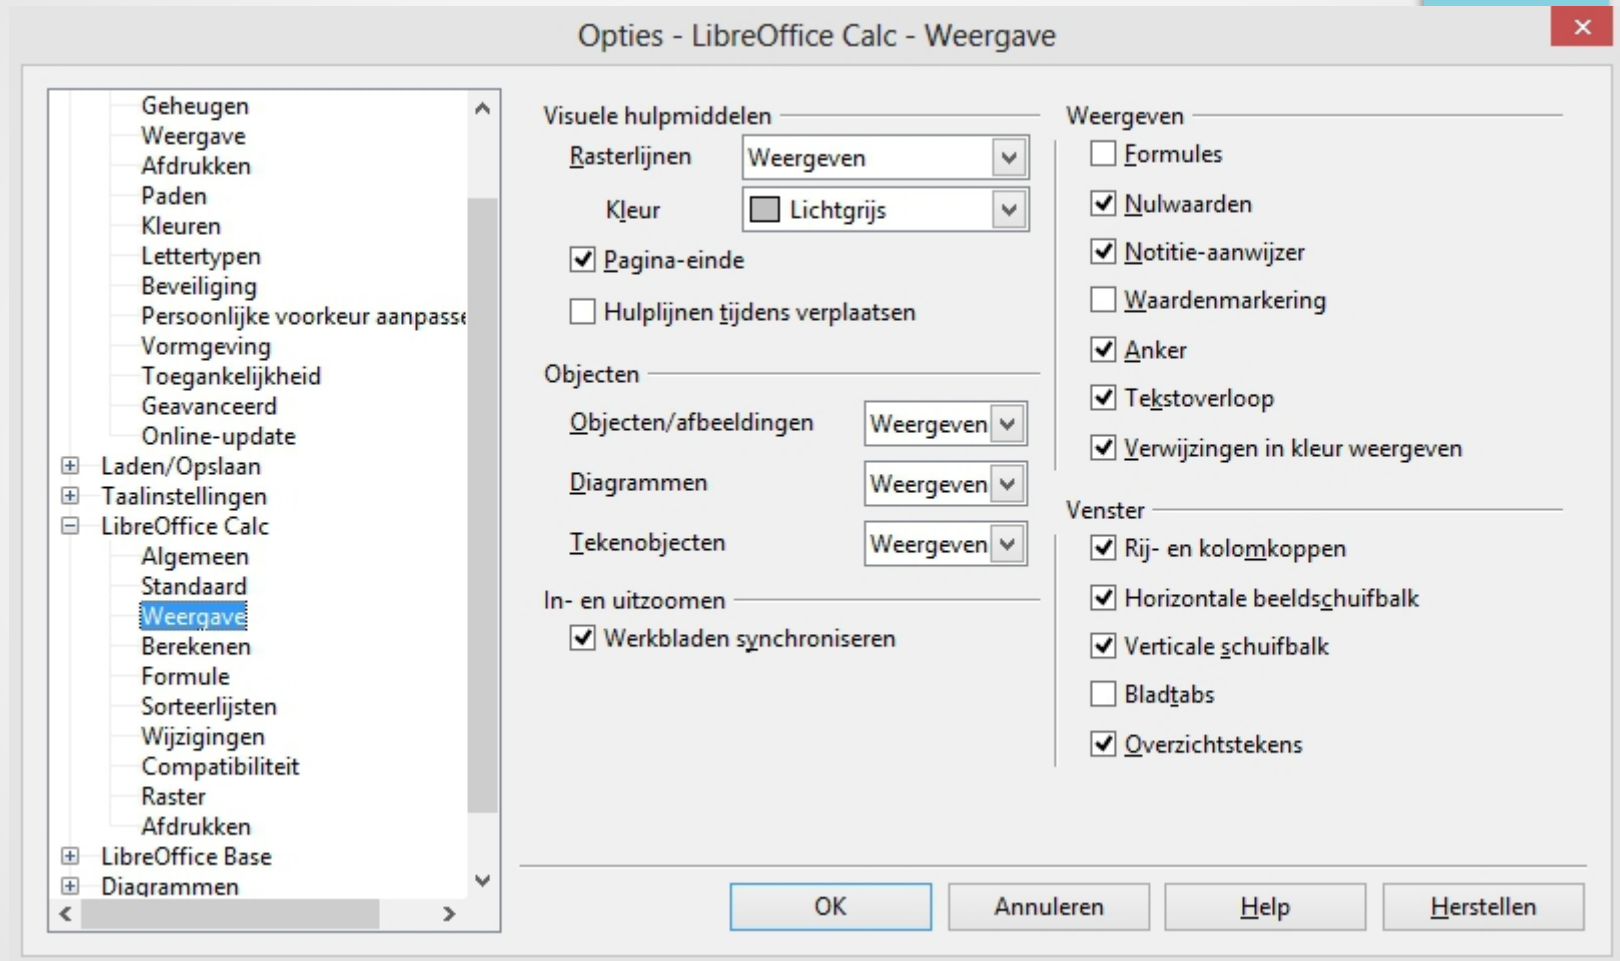 Opties - LibreOffice Calc - Weergave
Geheugen
Weergave
Afdrukken
Paden
Kleuren
Lettertypen
Beveiliging
Persoonlijke voorkeur aanpasse
Vormgeving
Toegankelijkheid
Geavanceerd
Online-update
Laden/Opslaan
Taalinstellingen
LibreOffice Calc
Algemeen
Standaard
Weergave
Berekenen
Formule
Sorteerlijsten
Wijzigingen
Compatibiliteit
Raster
Afdrukken
LibreOffice Base
Diagrammen
Visuele hulpmiddelen
Rasterlijnen Weergeven
Kleur Lichtgrijs
Pagina-einde
Hulplijnen tijdens verplaatsen
Objecten
Objecten/afbeeldingen Weergeven
Diagrammen Weergeven
Tekenobjecten Weergeven
In- en uitzoomen
Werkbladen synchroniseren
Weergeven
Formules
Nulwaarden
Notitie-aanwijzer
Waardenmarkering
Anker
Tekstoverloop
Verwijzingen in kleur weergeven
Venster
Rij- en kolomkoppen
Horizontale beeldschuifbalk
Verticale schuifbalk
Bladtabs
Overzichtstekens
OK Annuleren Help Herstellen